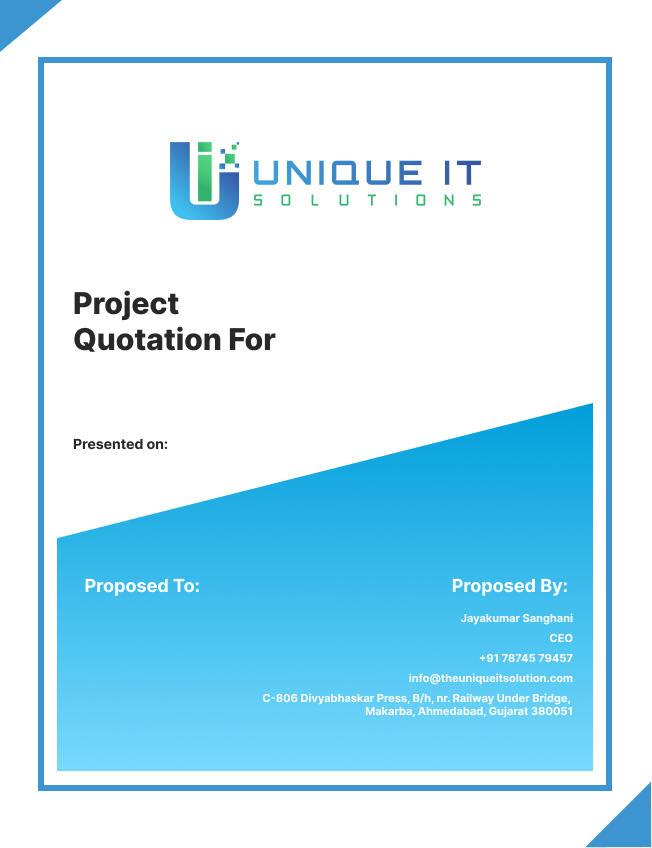 UNIQUE IT
SOLUTIONS
Project
Quotation For
Presented on:
Proposed To:
Proposed By:
Jayakumar Sanghani
CEO
+91 78745 79457
info@theuniqueitsolution.com
C-806 Divyabhaskar Press, B/h, nr. Railway Under Bridge,
Makarba, Ahmedabad, Gujarat 380051